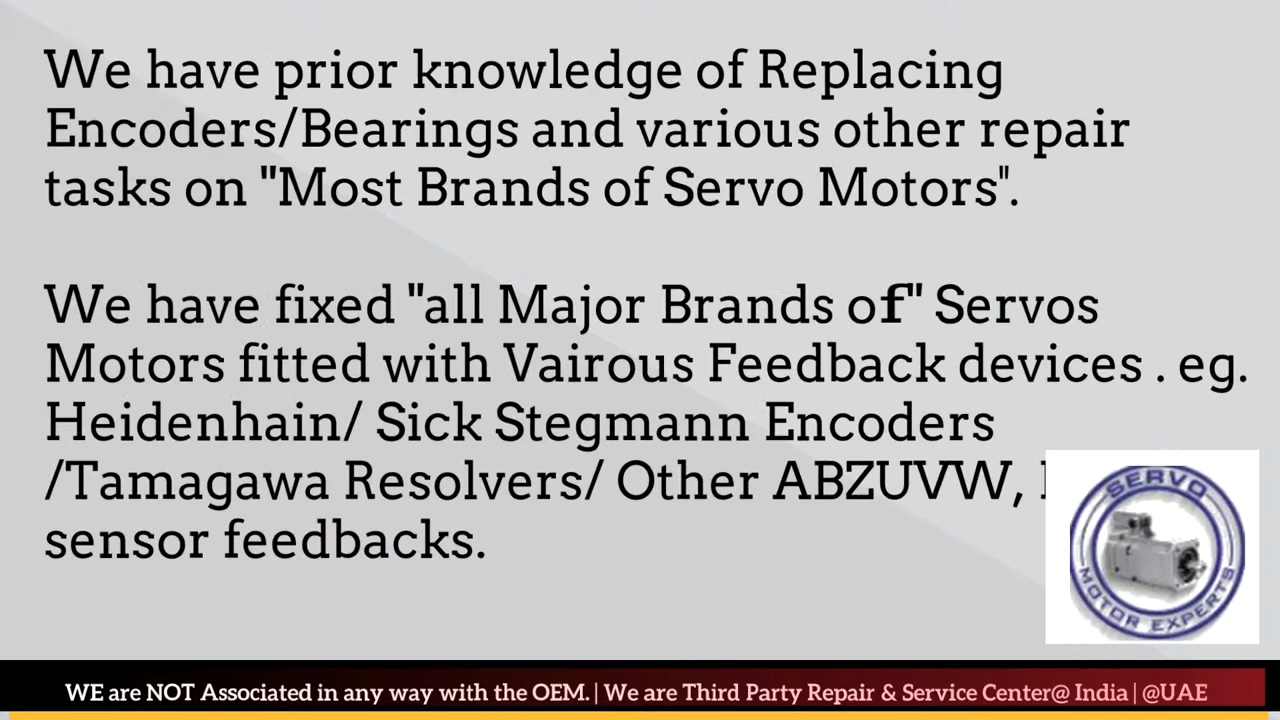 We have prior knowledge of Replacing
Encoders/Bearings and various other repair
tasks on "Most Brands of Servo Motors".
We have fixed "all Major Brands of" Servos
Motors fitted with Vairous Feedback devices . eg.
Heidenhain/ Sick Stegmann Encoders
/Tamagawa Resolvers/ Other ABZUVW,
sensor feedbacks.
SERVO
MOTOR EXPERTS
WE are NOT Associated in any way with the OEM. | We are Third Party Repair & Service Center@ India | @UAE